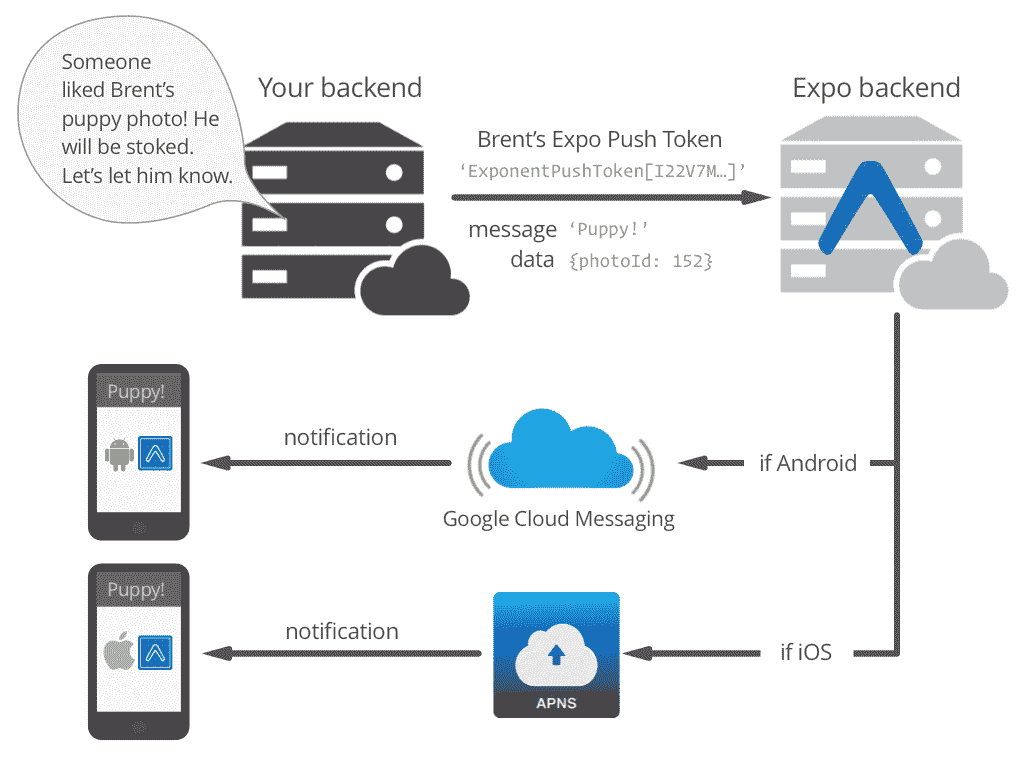 Someone
liked Brent’s
puppy photo! He
will be stoked.
Let’s let him know.
Your backend
Expo backend
Brent’s Expo Push Token
‘ExponentPushToken[I22V7M…]’
message ‘Puppy!’
data {photoId: 152}
Puppy!
notification
if Android
Google Cloud Messaging
Puppy!
notification
APNS
if iOS